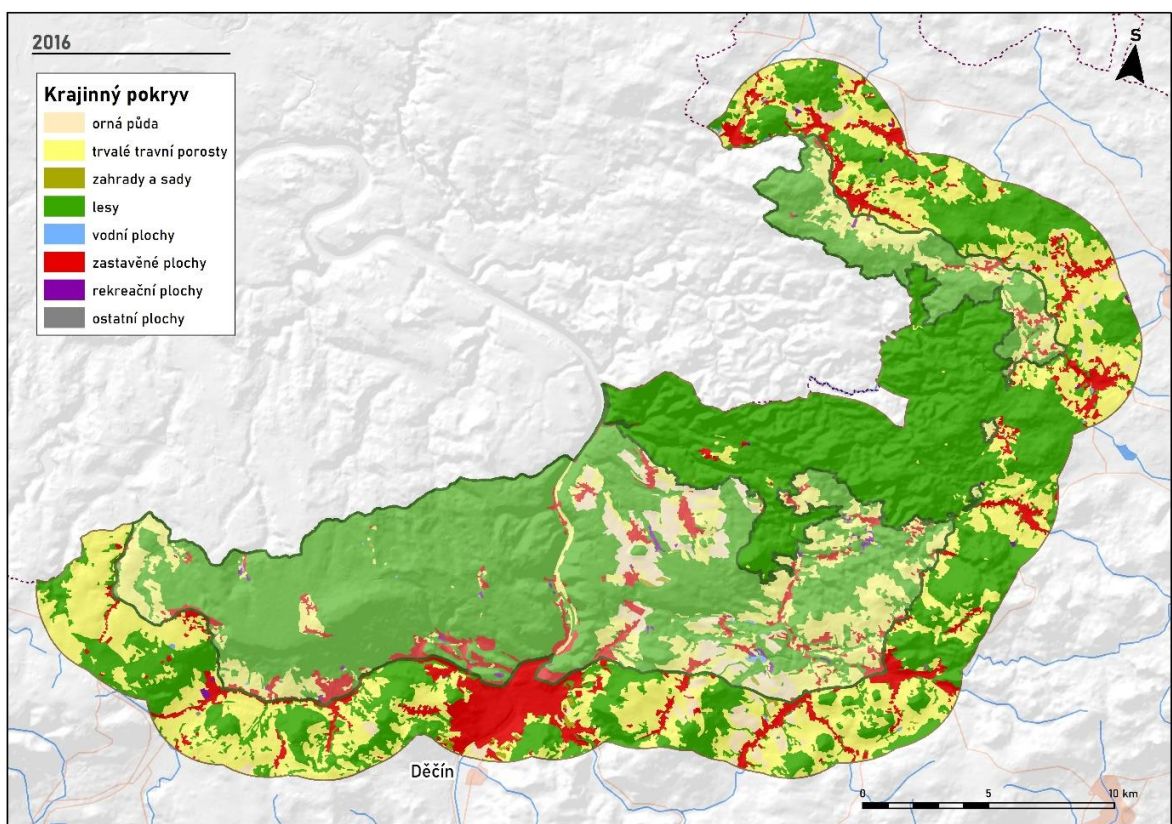 2016
S
Krajinný pokryv
orná půda
trvalé travní porosty
zahrady a sady
lesy
vodní plochy
zastavěné plochy
rekreační plochy
ostatní plochy
Děčín
0 5 10 km